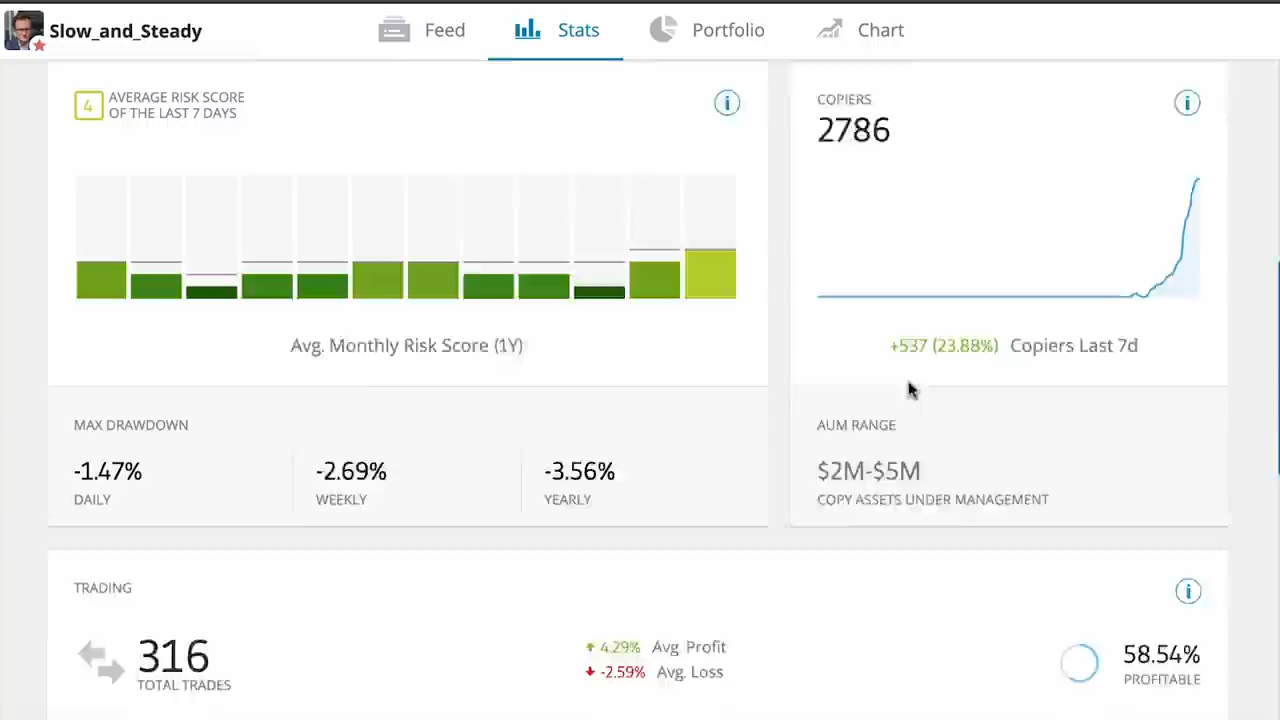 Slow_and_Steady
Feed
Stats
Portfolio
Chart
4
AVERAGE RISK SCORE
OF THE LAST 7 DAYS
i
Avg. Monthly Risk Score (1Y)
MAX DRAWDOWN
-1.47%
DAILY
-2.69%
WEEKLY
-3.56%
YEARLY
COPIERS
i
2786
+537 (23.88%) Copiers Last 7d
AUM RANGE
$2M-$5M
COPY ASSETS UNDER MANAGEMENT
TRADING
i
316
TOTAL TRADES
4.29% Avg. Profit
-2.59% Avg. Loss
58.54%
PROFITABLE